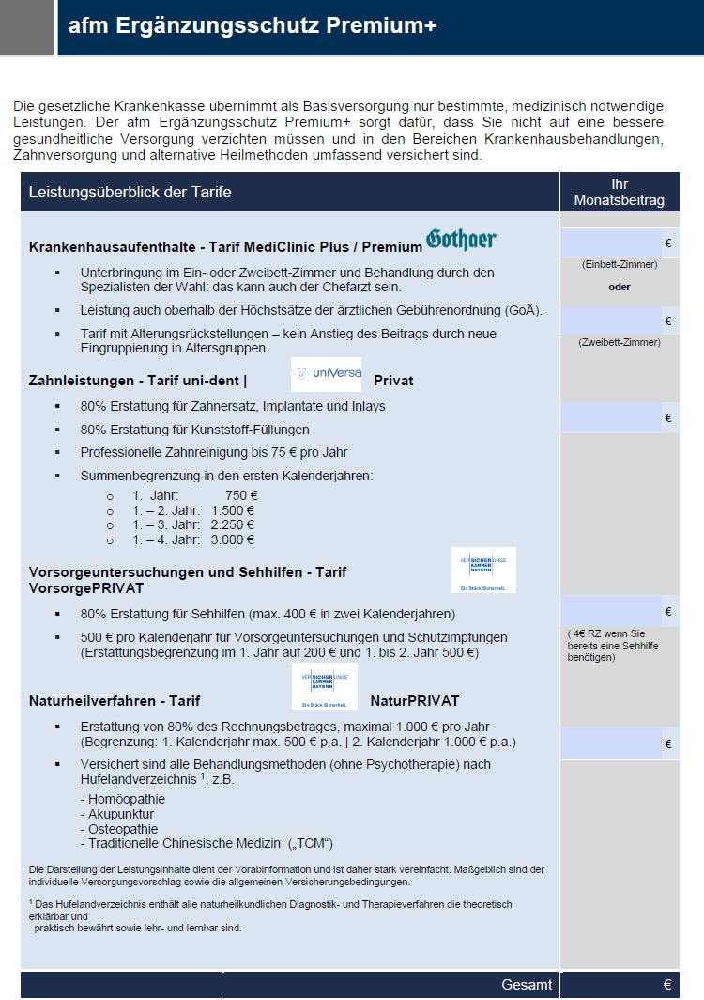 afm Ergänzungsschutz Premium+
Die gesetzliche Krankenkasse übernimmt als Basisversorgung nur bestimmte, medizinisch notwendige
Leistungen. Der afm Ergänzungsschutz Premium+ sorgt dafür, dass Sie nicht auf eine bessere
gesundheitliche Versorgung verzichten müssen und in den Bereichen Krankenhausbehandlungen,
Zahnversorgung und alternative Heilmethoden umfassend versichert sind.
Leistungsüberblick der Tarife
Ihr
Monatsbeitrag
Krankenhausaufenthalte - Tarif MediClinic Plus / Premium Gothaer
€
(Einbett-Zimmer)
oder
€
(Zweibett-Zimmer)
▪ Unterbringung im Ein- oder Zweibett-Zimmer und Behandlung durch den
Spezialisten der Wahl; das kann auch der Chefarzt sein.
▪ Leistung auch oberhalb der Höchstsätze der ärztlichen Gebührenordnung (GoÄ).
▪ Tarif mit Alterungsrückstellungen – kein Anstieg des Beitrags durch neue
Eingruppierung in Altersgruppen.
Zahnleistungen - Tarif uni-dent | uniVersa Privat
€
▪ 80% Erstattung für Zahnersatz, Implantate und Inlays
▪ 80% Erstattung für Kunststoff-Füllungen
▪ Professionelle Zahnreinigung bis 75 € pro Jahr
▪ Summenbegrenzung in den ersten Kalenderjahren:
o 1. Jahr: 750 €
o 1. – 2. Jahr: 1.500 €
o 1. – 3. Jahr: 2.250 €
o 1. – 4. Jahr: 3.000 €
VERSICHERUNGS
KAMMER
BAYERN
Ein Stück Sicherheit.
Vorsorgeuntersuchungen und Sehhilfen - Tarif
VorsorgePRIVAT
€
( 4€ RZ wenn Sie
bereits eine Sehhilfe
benötigen)
▪ 80% Erstattung für Sehhilfen (max. 400 € in zwei Kalenderjahren)
▪ 500 € pro Kalenderjahr für Vorsorgeuntersuchungen und Schutzimpfungen
(Erstattungsbegrenzung im 1. Jahr auf 200 € und 1. bis 2. Jahr 500 €)
VERSICHERUNGS
KAMMER
BAYERN
Ein Stück Sicherheit.
Naturheilverfahren - Tarif NaturPRIVAT
€
▪ Erstattung von 80% des Rechnungsbetrages, maximal 1.000 € pro Jahr
(Begrenzung: 1. Kalenderjahr max. 500 € p.a. | 2. Kalenderjahr 1.000 € p.a.)
▪ Versichert sind alle Behandlungsmethoden (ohne Psychotherapie) nach
Hufelandverzeichnis ¹, z.B.
- Homöopathie
- Akupunktur
- Osteopathie
- Traditionelle Chinesische Medizin („TCM“)
Die Darstellung der Leistungsinhalte dient der Vorabinformation und ist daher stark vereinfacht. Maßgeblich sind der
individuelle Versorgungsvorschlag sowie die allgemeinen Versicherungsbedingungen.
¹ Das Hufelandverzeichnis enthält alle naturheilkundlichen Diagnostik- und Therapieverfahren die theoretisch
erklärbar und
praktisch bewährt sowie lehr- und lernbar sind.
Gesamt €